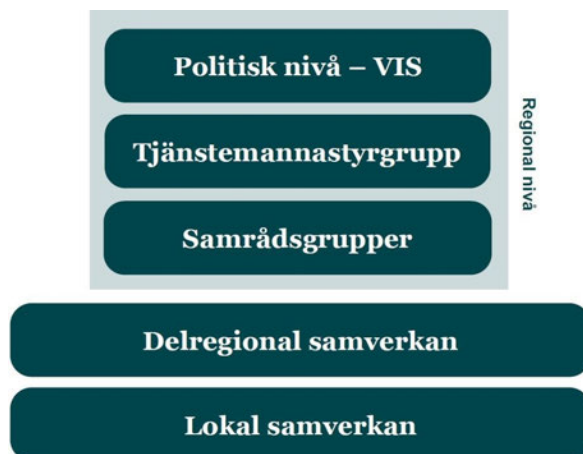 Politisk nivå – VIS
Tjänstemannastyrgrupp
Samrådsgrupper
Regional nivå
Delregional samverkan
Lokal samverkan